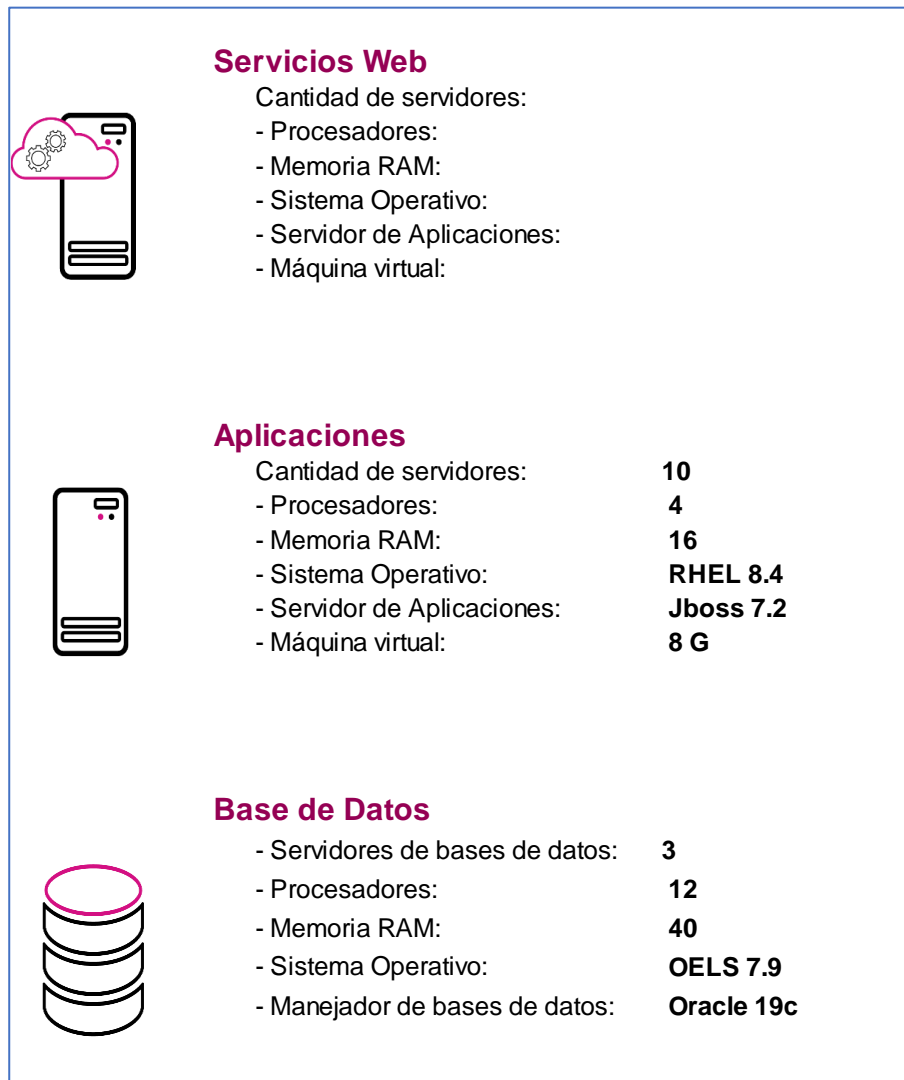 Servicios Web
Cantidad de servidores:
- Procesadores:
- Memoria RAM:
- Sistema Operativo:
- Servidor de Aplicaciones:
- Máquina virtual:
Aplicaciones
Cantidad de servidores: 10
- Procesadores: 4
- Memoria RAM: 16
- Sistema Operativo: RHEL 8.4
- Servidor de Aplicaciones: Jboss 7.2
- Máquina virtual: 8 G
Base de Datos
- Servidores de bases de datos: 3
- Procesadores: 12
- Memoria RAM: 40
- Sistema Operativo: OELS 7.9
- Manejador de bases de datos: Oracle 19c